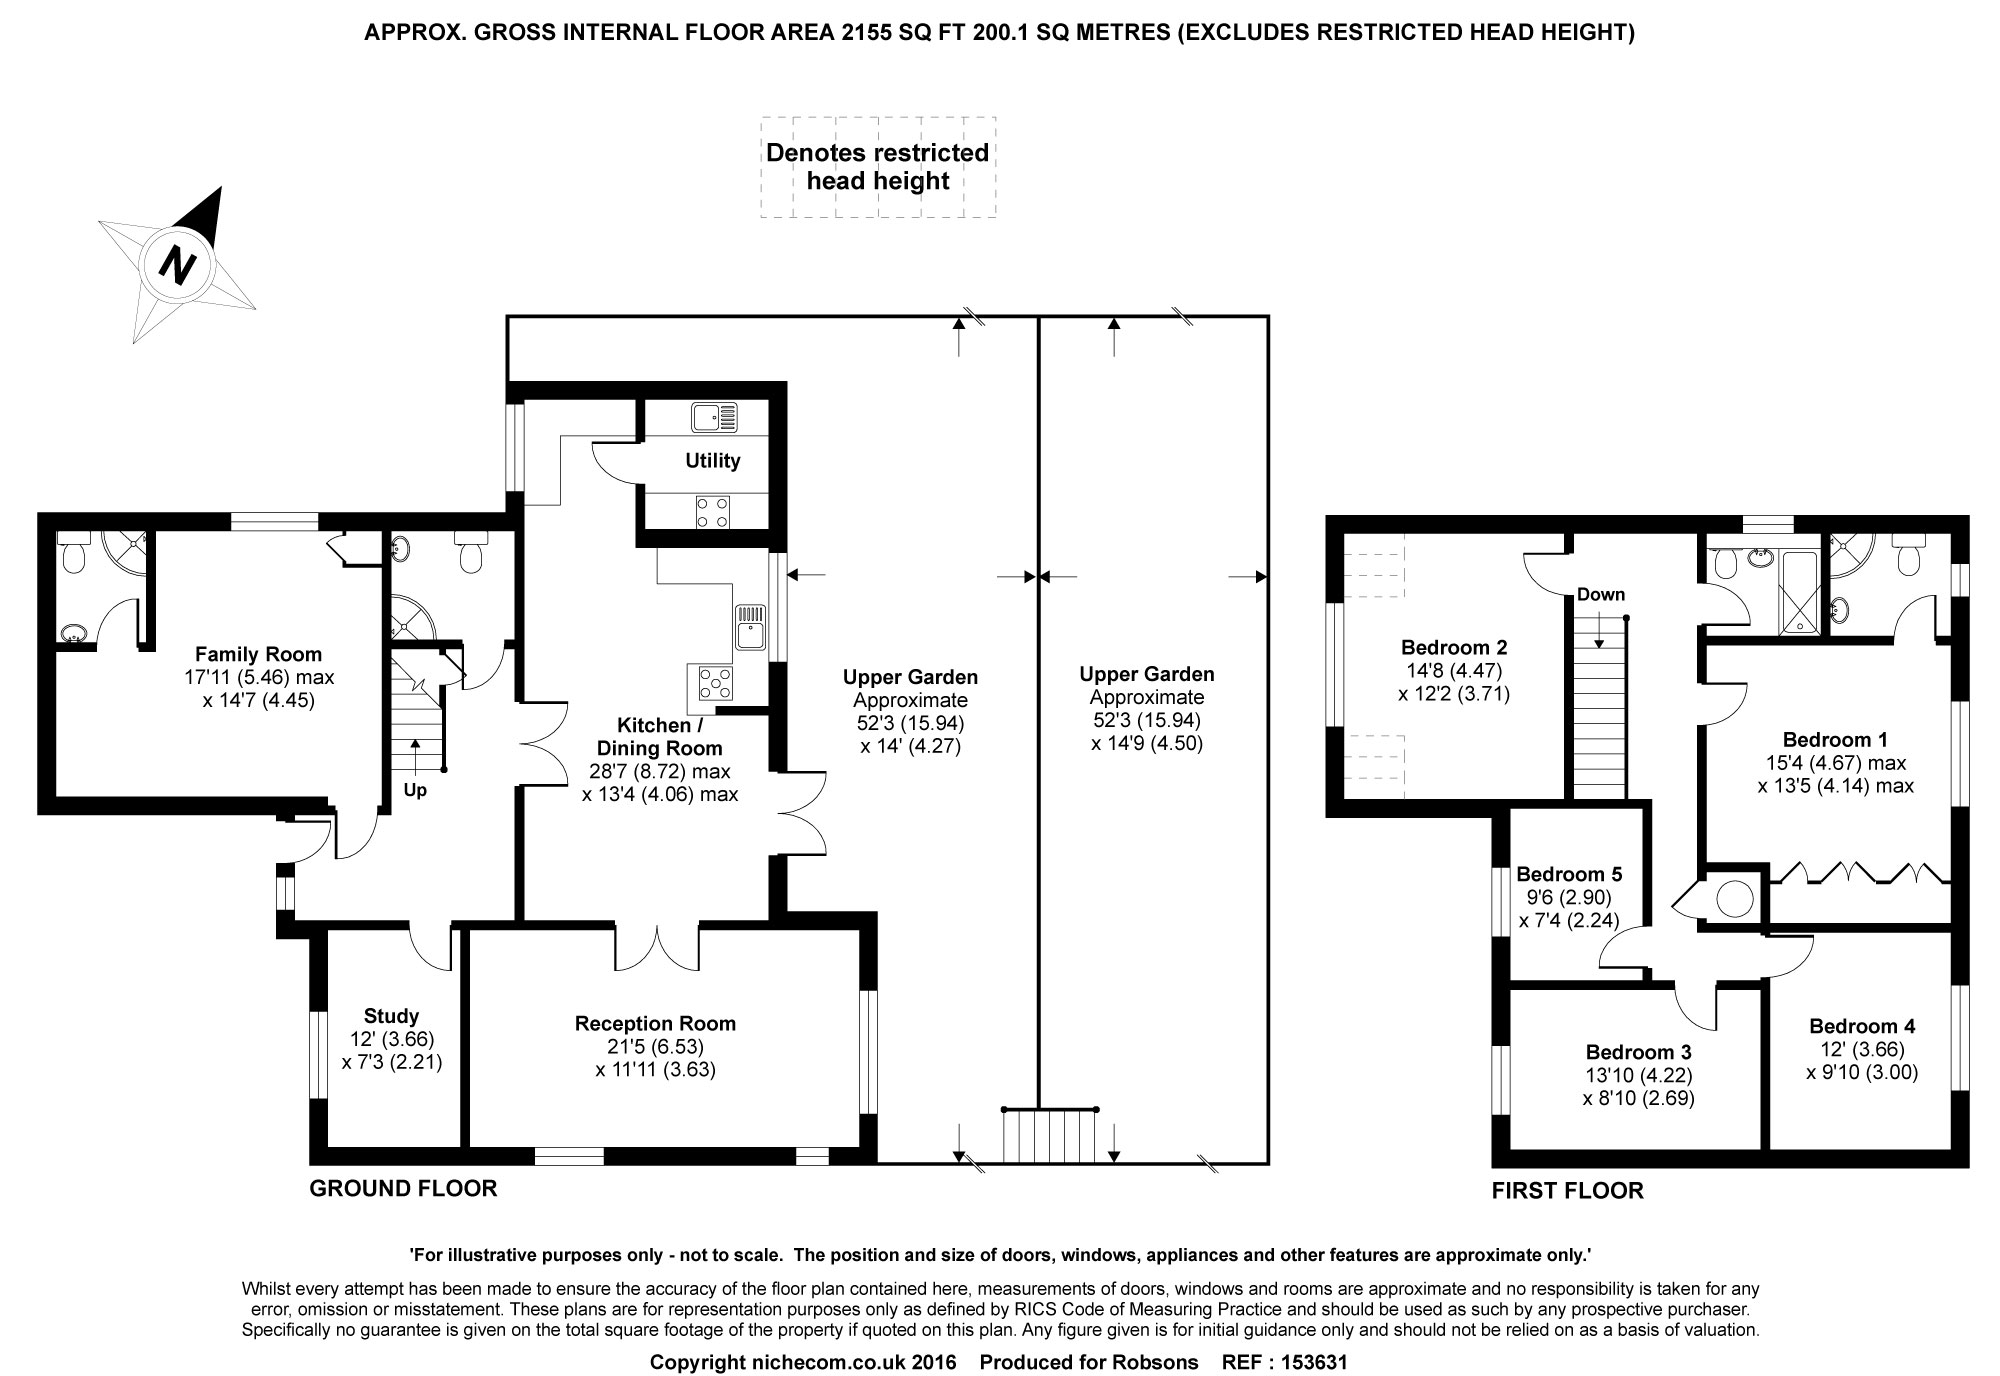 APPROX. GROSS INTERNAL FLOOR AREA 2155 SQ FT 200.1 SQ METRES (EXCLUDES RESTRICTED HEAD HEIGHT)
Denotes restricted
head height
N
Utility
Family Room
17'11 (5.46) max
x 14'7 (4.45)
Up
Kitchen /
Dining Room
28'7 (8.72) max
x 13'4 (4.06) max
Upper Garden
Approximate
52'3 (15.94)
x 14' (4.27)
Upper Garden
Approximate
52'3 (15.94)
x 14'9 (4.50)
Study
12' (3.66)
x 7'3 (2.21)
Reception Room
21'5 (6.53)
x 11'11 (3.63)
GROUND FLOOR
Down
Bedroom 2
14'8 (4.47)
x 12'2 (3.71)
Bedroom 1
15'4 (4.67) max
x 13'5 (4.14) max
Bedroom 5
9'6 (2.90)
x 7'4 (2.24)
Bedroom 3
13'10 (4.22)
x 8'10 (2.69)
Bedroom 4
12' (3.66)
x 9'10 (3.00)
FIRST FLOOR
'For illustrative purposes only - not to scale. The position and size of doors, windows, appliances and other features are approximate only.'
Whilst every attempt has been made to ensure the accuracy of the floor plan contained here, measurements of doors, windows and rooms are approximate and no responsibility is taken for any
error, omission or misstatement. These plans are for representation purposes only as defined by RICS Code of Measuring Practice and should be used as such by any prospective purchaser.
Specifically no guarantee is given on the total square footage of the property if quoted on this plan. Any figure given is for initial guidance only and should not be relied on as a basis of valuation.
Copyright nichecom.co.uk 2016 Produced for Robsons REF : 153631